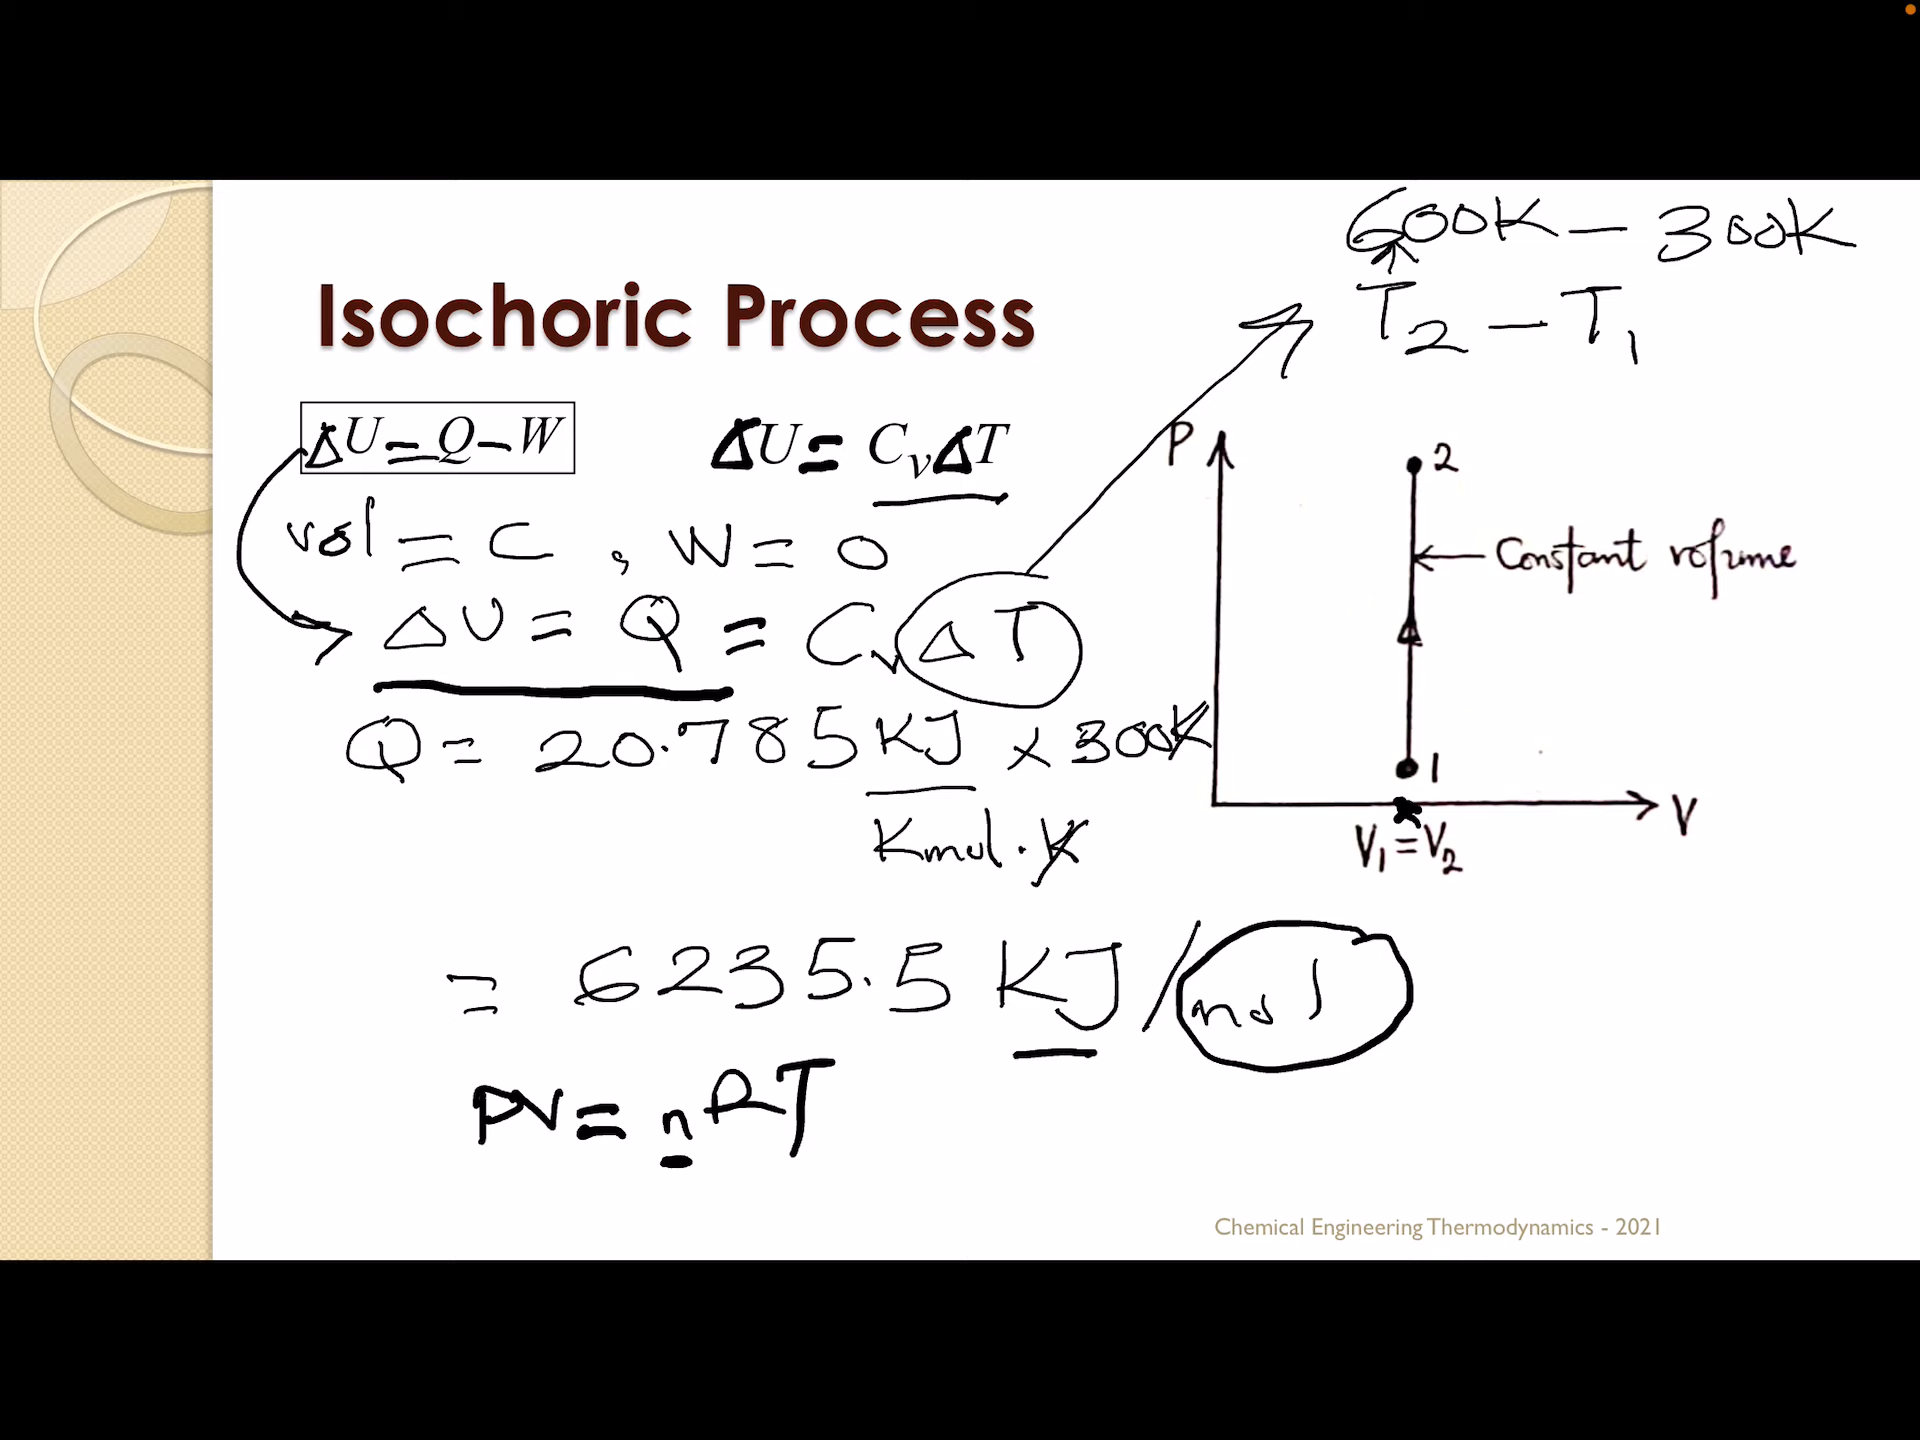 600K – 300K
T₂ – T₁
Isochoric Process
ΔU = Q – W
ΔU = CᵥΔT
vol = C , W = 0
ΔU = Q = CᵥΔT
Q = 20.785 KJ × 300K
Kmol · K
= 6235.5 KJ / mol
PV = nRT
P
2
Constant volume
1
V
V₁ = V₂
Chemical Engineering Thermodynamics - 2021